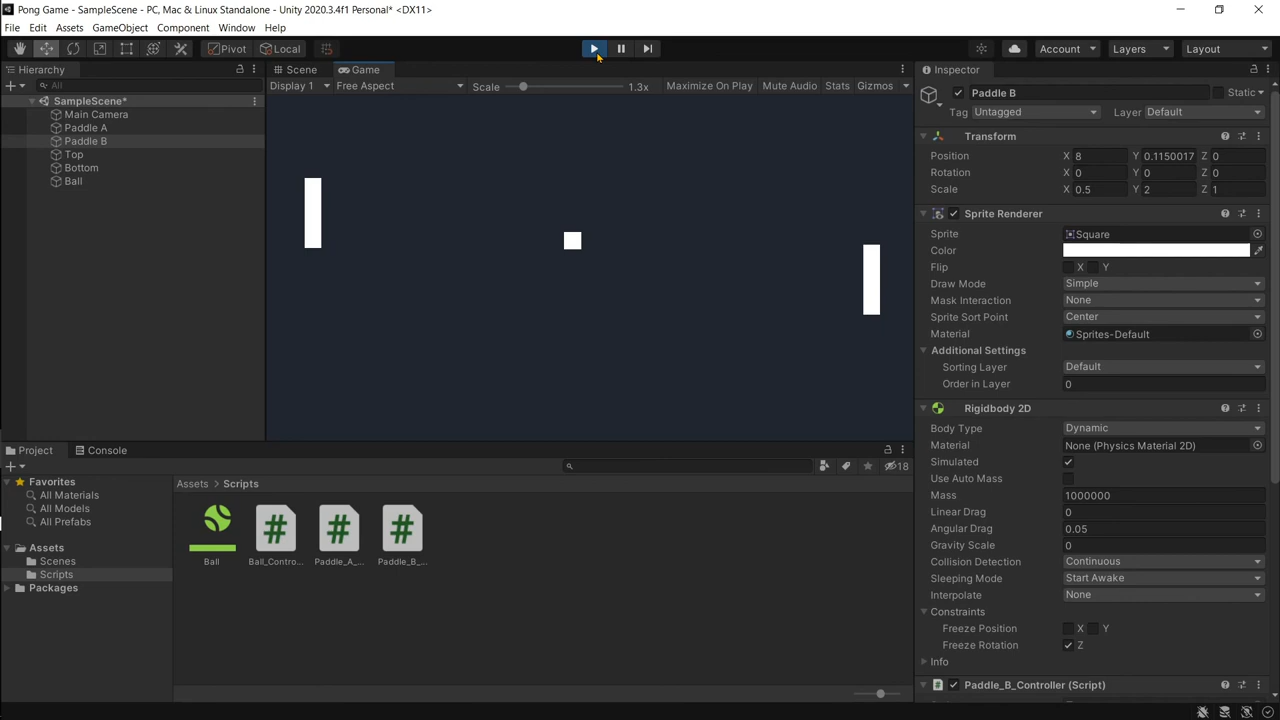 Pong Game - SampleScene - PC, Mac & Linux Standalone - Unity 2020.3.4f1 Personal* <DX11>
File Edit Assets GameObject Component Window Help
Pivot Local Account Layers Layout
Hierarchy
All
SampleScene*
Main Camera
Paddle A
Paddle B
Top
Bottom
Ball
Scene Game
Display 1 Free Aspect Scale 1.3x Maximize On Play Mute Audio Stats Gizmos
Inspector
Paddle B Static
Tag Untagged Layer Default
Transform
Position X 8 Y 0.1150017 Z 0
Rotation X 0 Y 0 Z 0
Scale X 0.5 Y 2 Z 1
Sprite Renderer
Sprite Square
Color
Flip X Y
Draw Mode Simple
Mask Interaction None
Sprite Sort Point Center
Material Sprites-Default
Additional Settings
Sorting Layer Default
Order in Layer 0
Rigidbody 2D
Body Type Dynamic
Material None (Physics Material 2D)
Simulated
Use Auto Mass
Mass 1000000
Linear Drag 0
Angular Drag 0.05
Gravity Scale 0
Collision Detection Continuous
Sleeping Mode Start Awake
Interpolate None
Constraints
Freeze Position X Y
Freeze Rotation Z
Info
Paddle_B_Controller (Script)
Project Console
18
Favorites
All Materials
All Models
All Prefabs
Assets
Scenes
Scripts
Packages
Assets Scripts
Ball Ball_Contro... Paddle_A_... Paddle_B_...